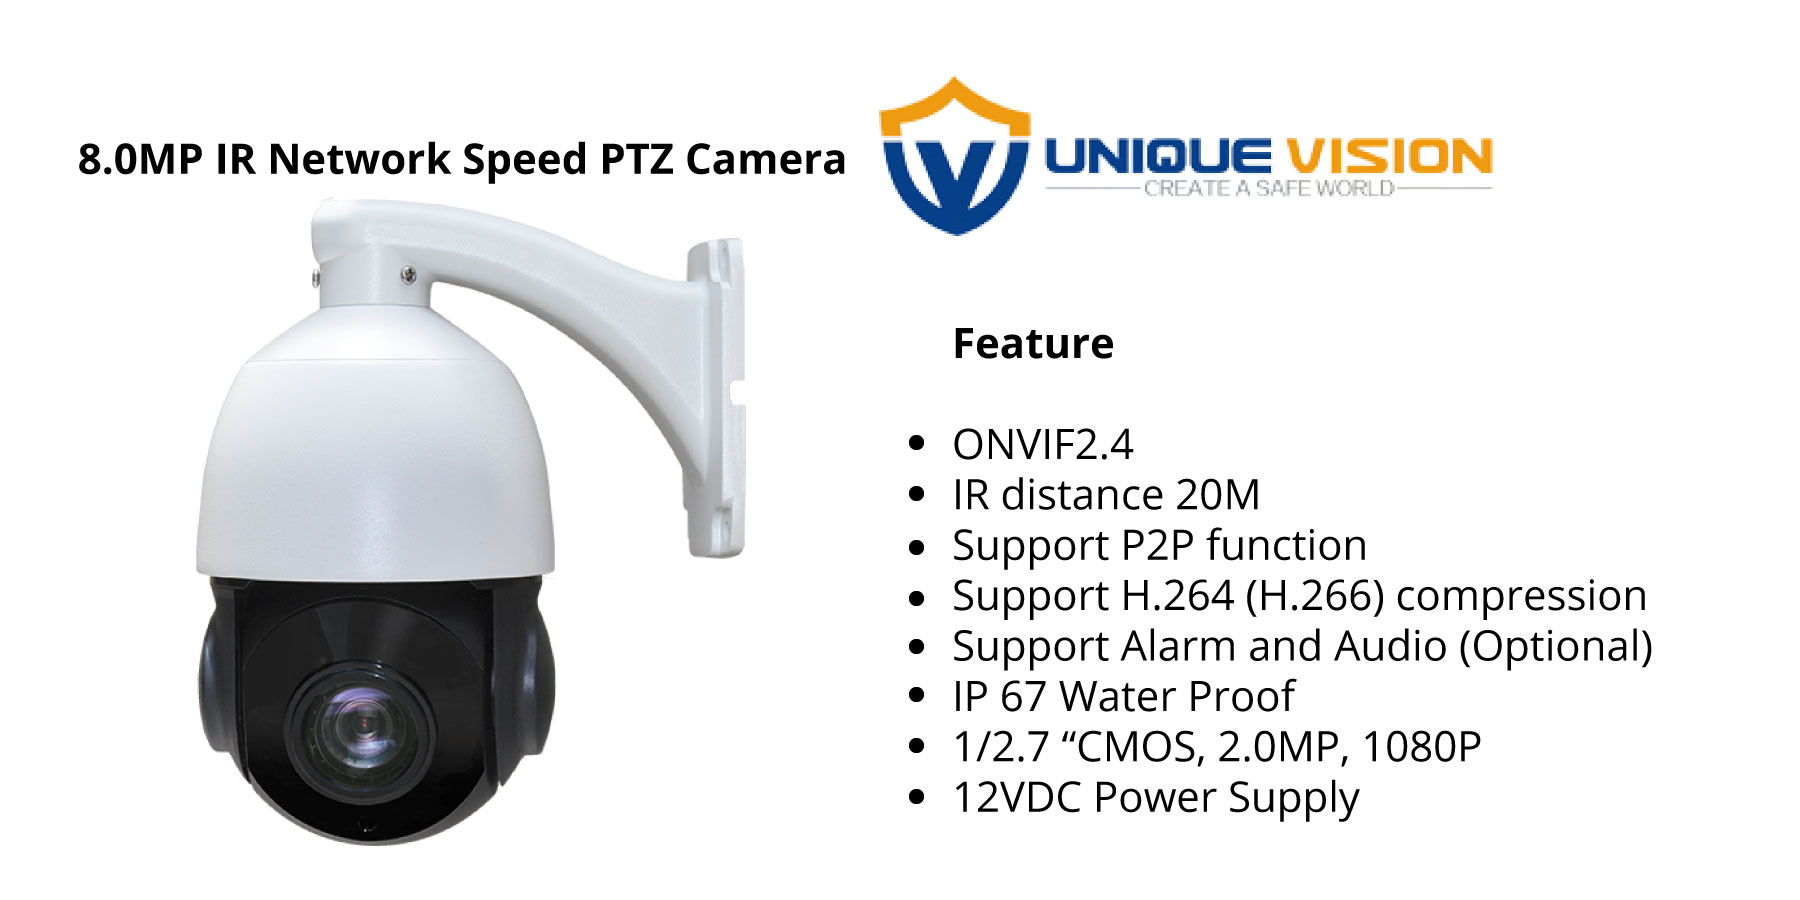 8.0MP IR Network Speed PTZ Camera
UNIQUE VISION
CREATE A SAFE WORLD
Feature
• ONVIF2.4
• IR distance 20M
• Support P2P function
• Support H.264 (H.266) compression
• Support Alarm and Audio (Optional)
• IP 67 Water Proof
• 1/2.7 “CMOS, 2.0MP, 1080P
• 12VDC Power Supply